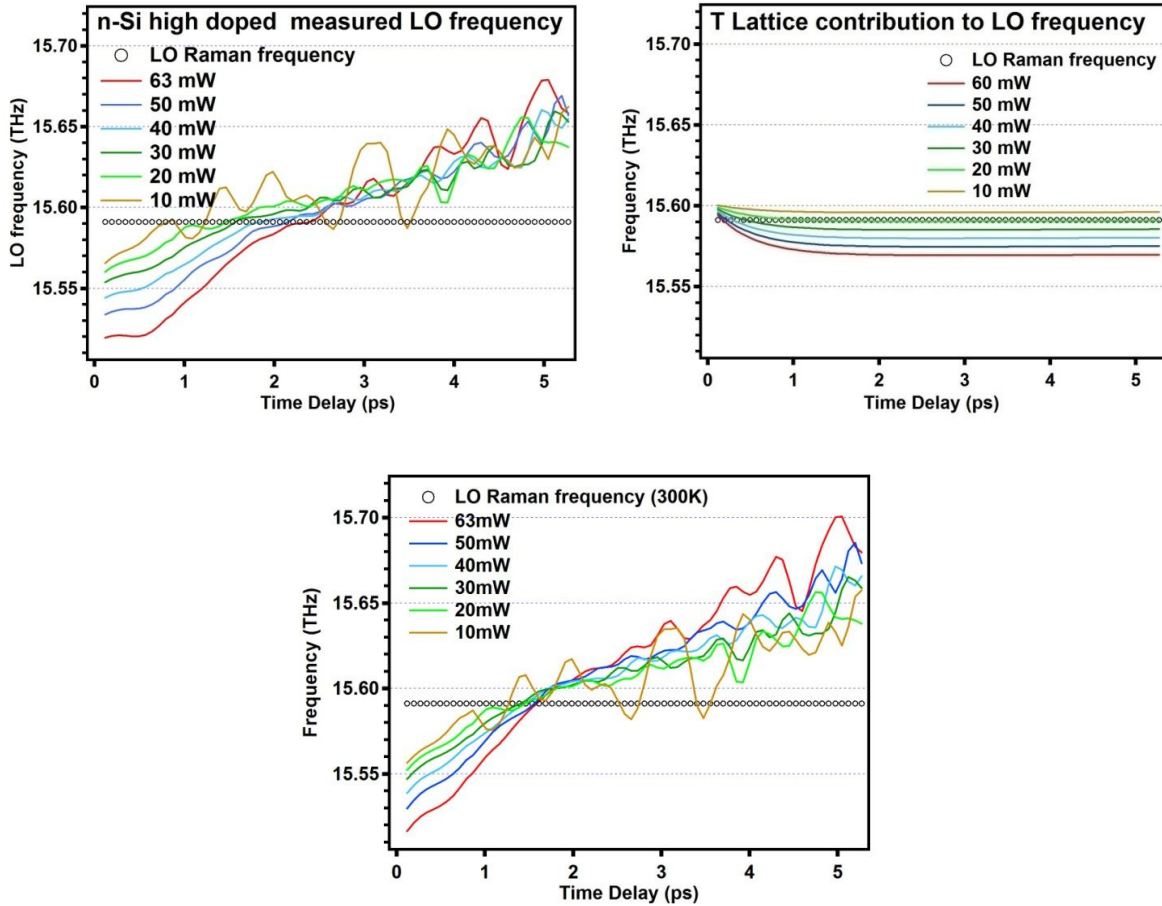 n-Si high doped measured LO frequency
LO frequency (THz)
15.70
15.65
15.60
15.55
LO Raman frequency
63 mW
50 mW
40 mW
30 mW
20 mW
10 mW
0 1 2 3 4 5
Time Delay (ps)
T Lattice contribution to LO frequency
Frequency (THz)
15.70
15.65
15.60
15.55
LO Raman frequency
60 mW
50 mW
40 mW
30 mW
20 mW
10 mW
0 1 2 3 4 5
Time Delay (ps)
Frequency (THz)
15.70
15.65
15.60
15.55
LO Raman frequency (300K)
63mW
50mW
40mW
30mW
20mW
10mW
0 1 2 3 4 5
Time Delay (ps)